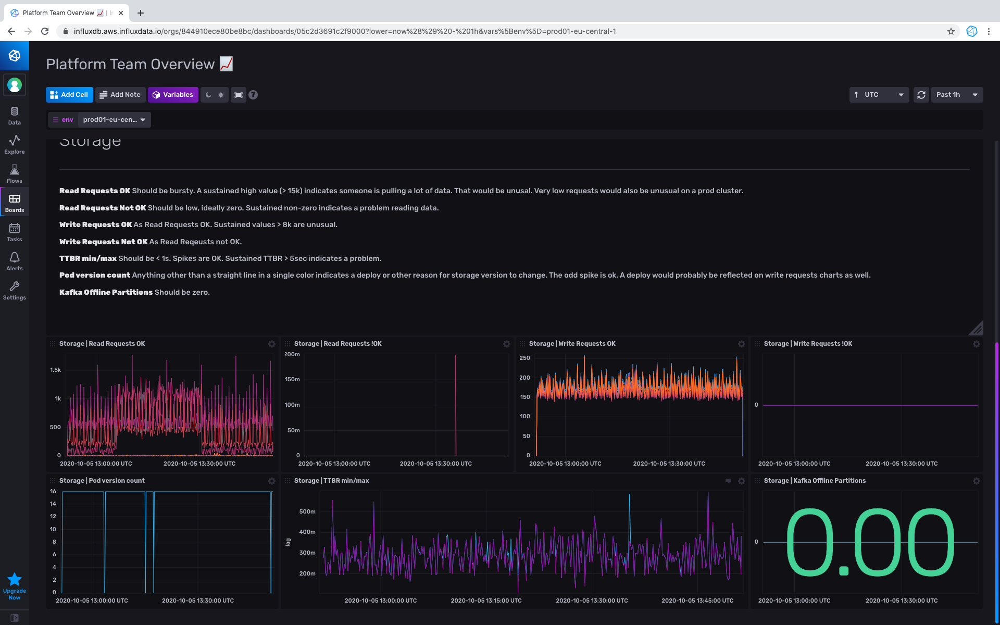 Platform Team Overview 📈 | In
influxdb.aws.influxdata.io/orgs/844910ece80be8bc/dashboards/05c2d3691c2f9000?lower=now%28%29%20-%201h&vars%5Benv%5D=prod01-eu-central-1
Platform Team Overview 📈
Add Cell
Add Note
Variables
?
UTC
Past 1h
env
prod01-eu-cen...
Data
Explore
Flows
Boards
Tasks
Alerts
Settings
Upgrade
Now
Storage
Read Requests OK Should be bursty. A sustained high value (> 15k) indicates someone is pulling a lot of data. That would be unusal. Very low requests would also be unusual on a prod cluster.
Read Requests Not OK Should be low, ideally zero. Sustained non-zero indicates a problem reading data.
Write Requests OK As Read Requests OK. Sustained values > 8k are unusual.
Write Requests Not OK As Read Reqeusts not OK.
TTBR min/max Should be < 1s. Spikes are OK. Sustained TTBR > 5sec indicates a problem.
Pod version count Anything other than a straight line in a single color indicates a deploy or other reason for storage version to change. The odd spike is ok. A deploy would probably be reflected on write requests charts as well.
Kafka Offline Partitions Should be zero.
Storage | Read Requests OK
1.5k
1k
500
0
2020-10-05 13:00:00 UTC
2020-10-05 13:30:00 UTC
Storage | Read Requests !OK
200m
150m
100m
50m
0
2020-10-05 13:00:00 UTC
2020-10-05 13:30:00 UTC
Storage | Write Requests OK
250
200
150
100
50
0
2020-10-05 13:00:00 UTC
2020-10-05 13:30:00 UTC
Storage | Write Requests !OK
0
2020-10-05 13:00:00 UTC
2020-10-05 13:30:00 UTC
Storage | Pod version count
16
14
12
10
8
6
4
2
0
2020-10-05 13:00:00 UTC
2020-10-05 13:30:00 UTC
Storage | TTBR min/max
lag
500m
400m
300m
200m
2020-10-05 13:00:00 UTC
2020-10-05 13:15:00 UTC
2020-10-05 13:30:00 UTC
2020-10-05 13:45:00 UTC
Storage | Kafka Offline Partitions
0
0.00
2020-10-05 13:00:00 UTC
2020-10-05 13:30:00 UTC